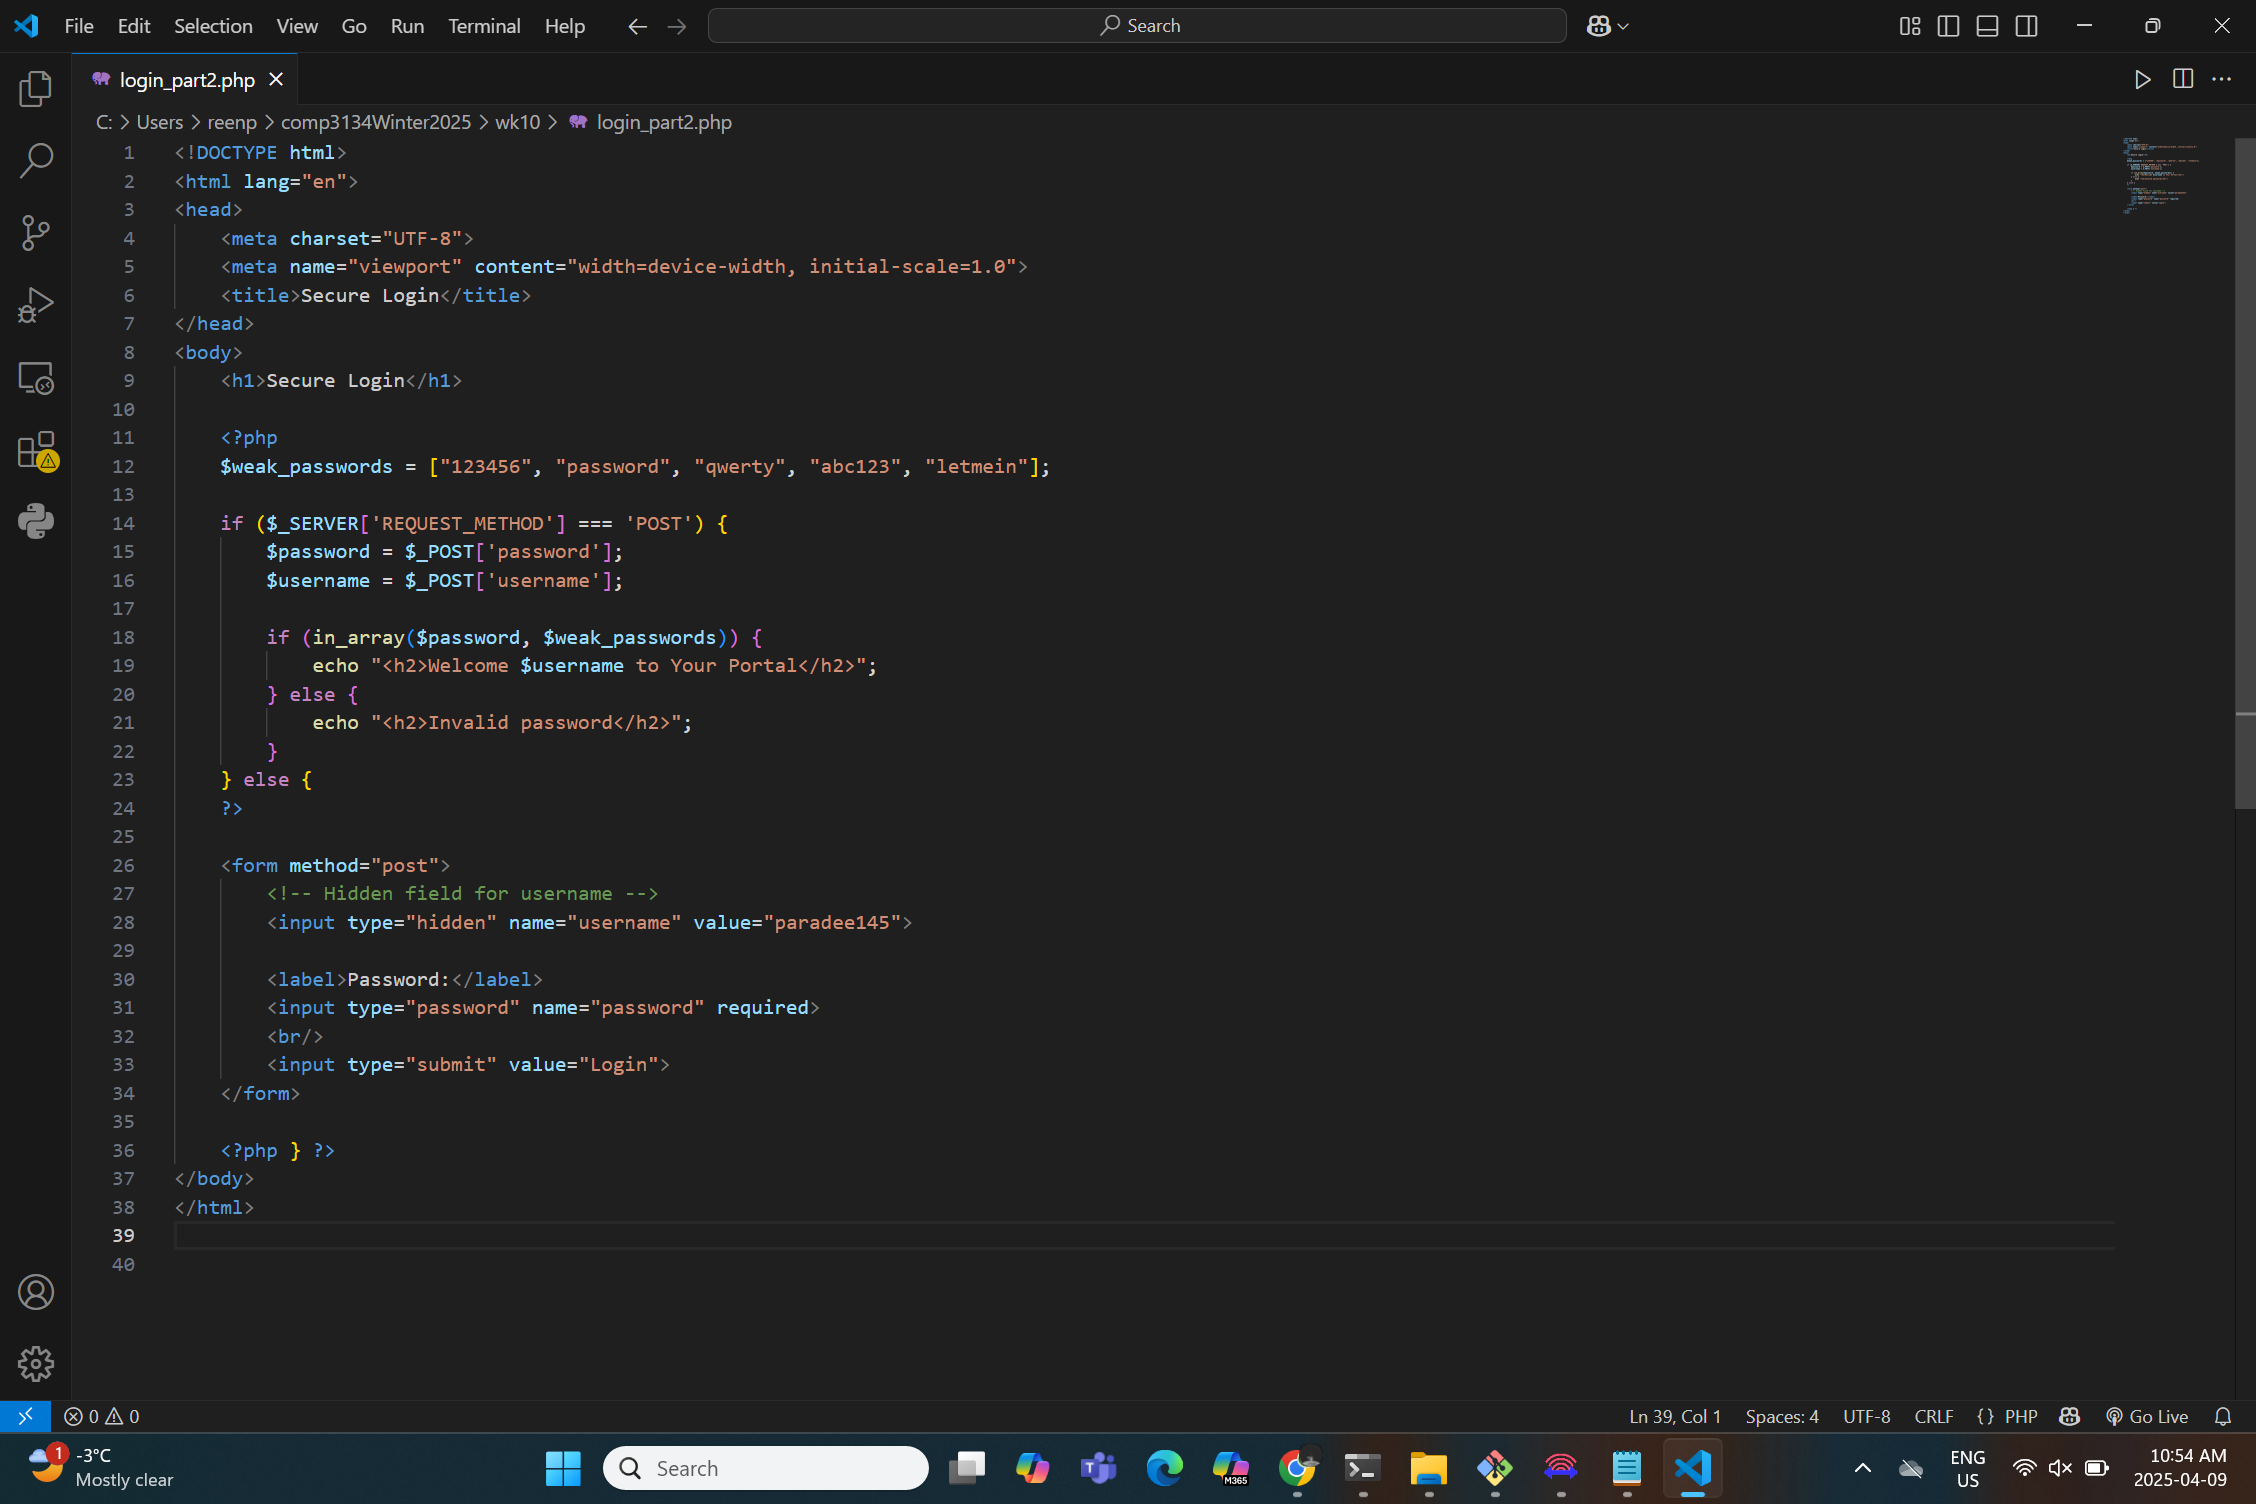 File Edit Selection View Go Run Terminal Help Search
login_part2.php
C: > Users > reenp > comp3134Winter2025 > wk10 > login_part2.php
1 <!DOCTYPE html>
2 <html lang="en">
3 <head>
4 <meta charset="UTF-8">
5 <meta name="viewport" content="width=device-width, initial-scale=1.0">
6 <title>Secure Login</title>
7 </head>
8 <body>
9 <h1>Secure Login</h1>
10
11 <?php
12 $weak_passwords = ["123456", "password", "qwerty", "abc123", "letmein"];
13
14 if ($_SERVER['REQUEST_METHOD'] === 'POST') {
15 $password = $_POST['password'];
16 $username = $_POST['username'];
17
18 if (in_array($password, $weak_passwords)) {
19 echo "<h2>Welcome $username to Your Portal</h2>";
20 } else {
21 echo "<h2>Invalid password</h2>";
22 }
23 } else {
24 ?>
25
26 <form method="post">
27 <!-- Hidden field for username -->
28 <input type="hidden" name="username" value="paradee145">
29
30 <label>Password:</label>
31 <input type="password" name="password" required>
32 <br/>
33 <input type="submit" value="Login">
34 </form>
35
36 <?php } ?>
37 </body>
38 </html>
39
40
0 0 Ln 39, Col 1 Spaces: 4 UTF-8 CRLF {} PHP Go Live
1 -3°C
Mostly clear
Search
M365
ENG
US
10:54 AM
2025-04-09